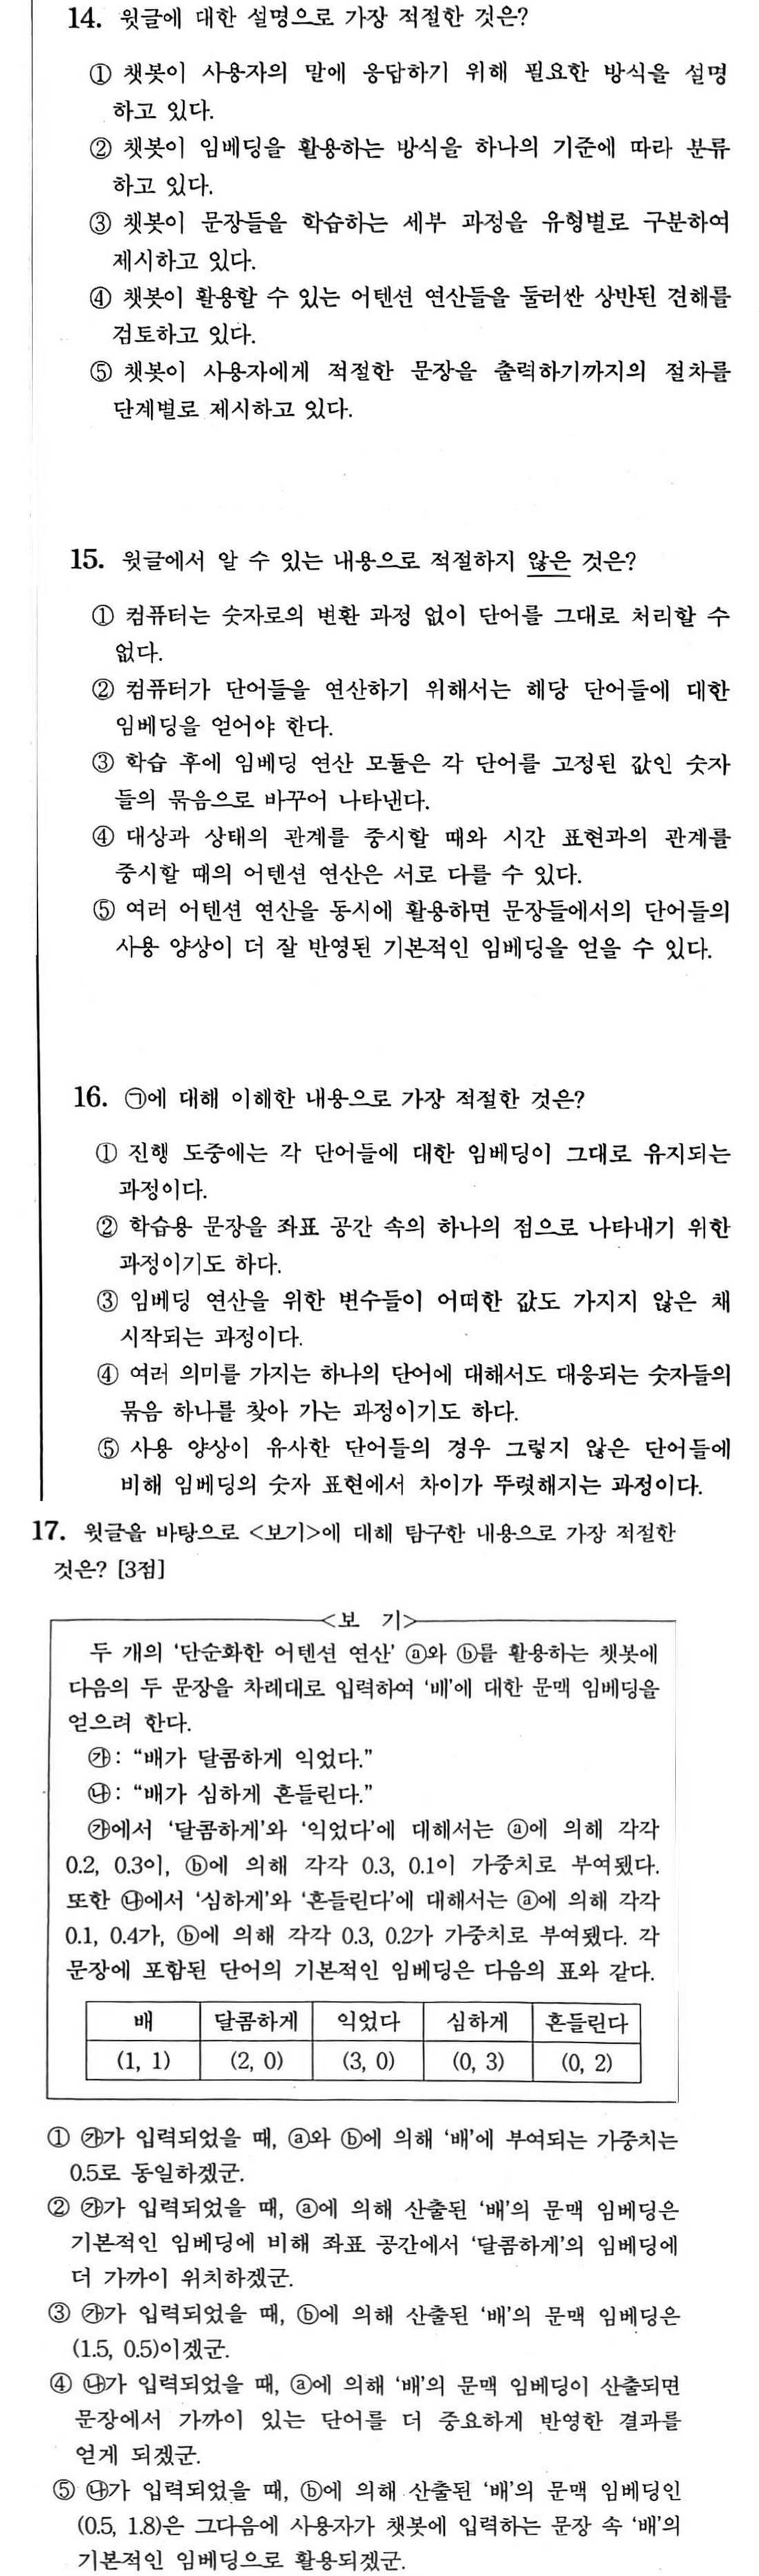 14. 윗글에 대한 설명으로 가장 적절한 것은?
① 챗봇이 사용자의 말에 응답하기 위해 필요한 방식을 설명
하고 있다.
② 챗봇이 임베딩을 활용하는 방식을 하나의 기준에 따라 분류
하고 있다.
③ 챗봇이 문장들을 학습하는 세부 과정을 유형별로 구분하여
제시하고 있다.
④ 챗봇이 활용할 수 있는 어텐션 연산들을 둘러싼 상반된 견해를
검토하고 있다.
⑤ 챗봇이 사용자에게 적절한 문장을 출력하기까지의 절차를
단계별로 제시하고 있다.
15. 윗글에서 알 수 있는 내용으로 적절하지 않은 것은?
① 컴퓨터는 숫자로의 변환 과정 없이 단어를 그대로 처리할 수
없다.
② 컴퓨터가 단어들을 연산하기 위해서는 해당 단어들에 대한
임베딩을 얻어야 한다.
③ 학습 후에 임베딩 연산 모듈은 각 단어를 고정된 값인 숫자
들의 묶음으로 바꾸어 나타낸다.
④ 대상과 상태의 관계를 중시할 때와 시간 표현과의 관계를
중시할 때의 어텐션 연산은 서로 다를 수 있다.
⑤ 여러 어텐션 연산을 동시에 활용하면 문장들에서의 단어들의
사용 양상이 더 잘 반영된 기본적인 임베딩을 얻을 수 있다.
16. ㉠에 대해 이해한 내용으로 가장 적절한 것은?
① 진행 도중에는 각 단어들에 대한 임베딩이 그대로 유지되는
과정이다.
② 학습용 문장을 좌표 공간 속의 하나의 점으로 나타내기 위한
과정이기도 하다.
③ 임베딩 연산을 위한 변수들이 어떠한 값도 가지지 않은 채
시작되는 과정이다.
④ 여러 의미를 가지는 하나의 단어에 대해서도 대응되는 숫자들의
묶음 하나를 찾아 가는 과정이기도 하다.
⑤ 사용 양상이 유사한 단어들의 경우 그렇지 않은 단어들에
비해 임베딩의 숫자 표현에서 차이가 뚜렷해지는 과정이다.
17. 윗글을 바탕으로 <보기>에 대해 탐구한 내용으로 가장 적절한
것은? [3점]
<보 기>
두 개의 ‘단순화한 어텐션 연산’ ⓐ와 ⓑ를 활용하는 챗봇에
다음의 두 문장을 차례대로 입력하여 ‘배’에 대한 문맥 임베딩을
얻으려 한다.
㉮: “배가 달콤하게 익었다.”
㉯: “배가 심하게 흔들린다.”
㉮에서 ‘달콤하게’와 ‘익었다’에 대해서는 ⓐ에 의해 각각
0.2, 0.3이, ⓑ에 의해 각각 0.3, 0.1이 가중치로 부여됐다.
또한 ㉯에서 ‘심하게’와 ‘흔들린다’에 대해서는 ⓐ에 의해 각각
0.1, 0.4가, ⓑ에 의해 각각 0.3, 0.2가 가중치로 부여됐다. 각
문장에 포함된 단어의 기본적인 임베딩은 다음의 표와 같다.
배 달콤하게 익었다 심하게 흔들린다
(1, 1) (2, 0) (3, 0) (0, 3) (0, 2)
① ㉮가 입력되었을 때, ⓐ와 ⓑ에 의해 ‘배’에 부여되는 가중치는
0.5로 동일하겠군.
② ㉮가 입력되었을 때, ⓐ에 의해 산출된 ‘배’의 문맥 임베딩은
기본적인 임베딩에 비해 좌표 공간에서 ‘달콤하게’의 임베딩에
더 가까이 위치하겠군.
③ ㉮가 입력되었을 때, ⓑ에 의해 산출된 ‘배’의 문맥 임베딩은
(1.5, 0.5)이겠군.
④ ㉯가 입력되었을 때, ⓐ에 의해 ‘배’의 문맥 임베딩이 산출되면
문장에서 가까이 있는 단어를 더 중요하게 반영한 결과를
얻게 되겠군.
⑤ ㉯가 입력되었을 때, ⓑ에 의해 산출된 ‘배’의 문맥 임베딩인
(0.5, 1.8)은 그다음에 사용자가 챗봇에 입력하는 문장 속 ‘배’의
기본적인 임베딩으로 활용되겠군.